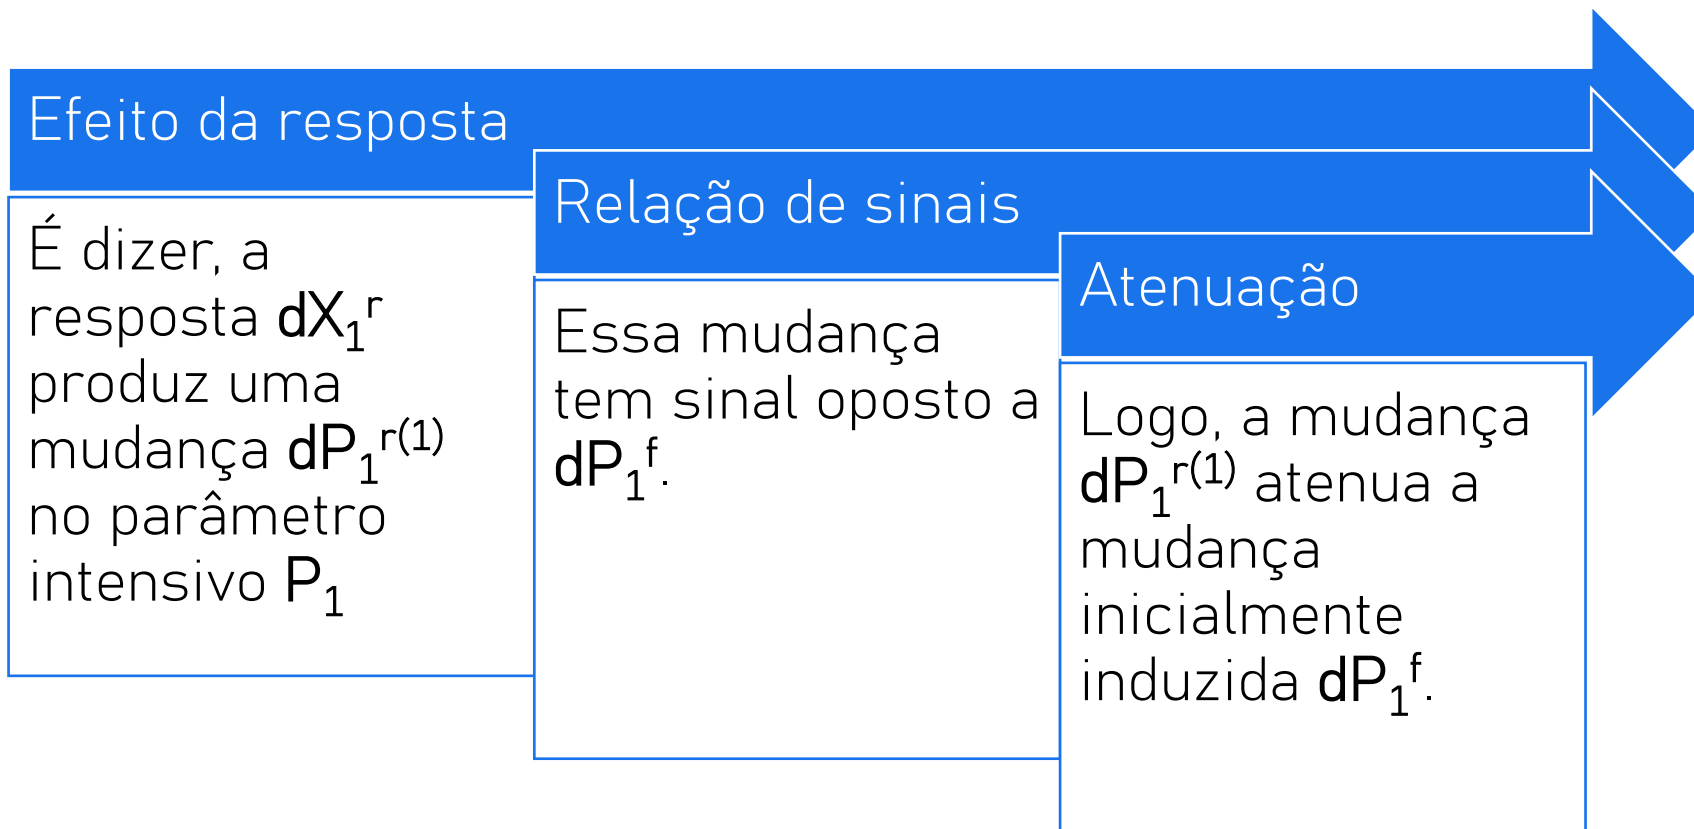 Efeito da resposta
É dizer, a
resposta dX₁ʳ
produz uma
mudança dP₁ʳ⁽¹⁾
no parâmetro
intensivo P₁
Relação de sinais
Essa mudança
tem sinal oposto a
dP₁ᶠ.
Atenuação
Logo, a mudança
dP₁ʳ⁽¹⁾ atenua a
mudança
inicialmente
induzida dP₁ᶠ.